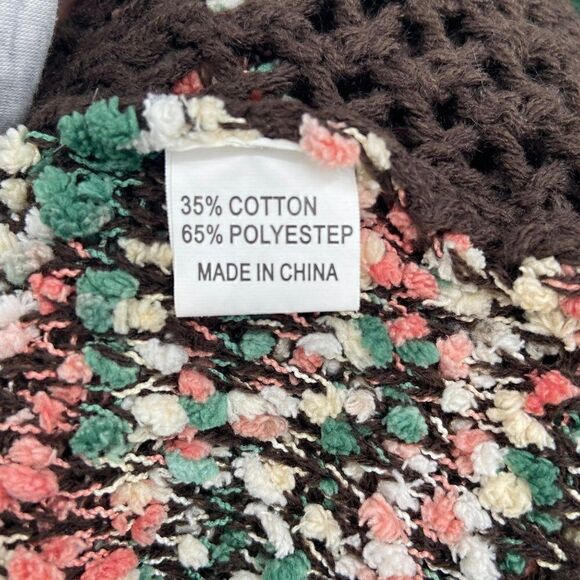 35% COTTON
65% POLYESTEP
MADE IN CHINA